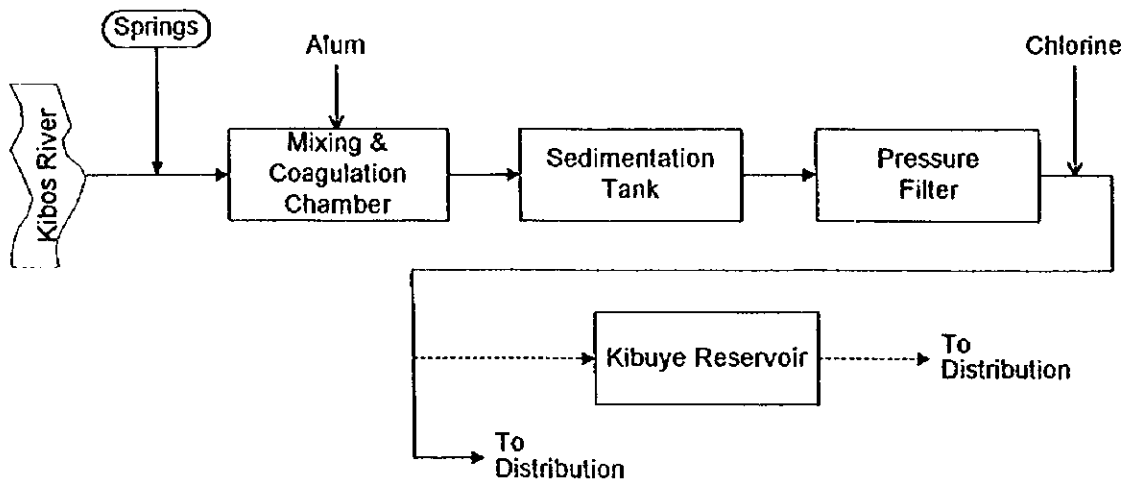 Springs
Alum
Chlorine
Kibos River
Mixing &
Coagulation
Chamber
Sedimentation
Tank
Pressure
Filter
Kibuye Reservoir
To
Distribution
To
Distribution